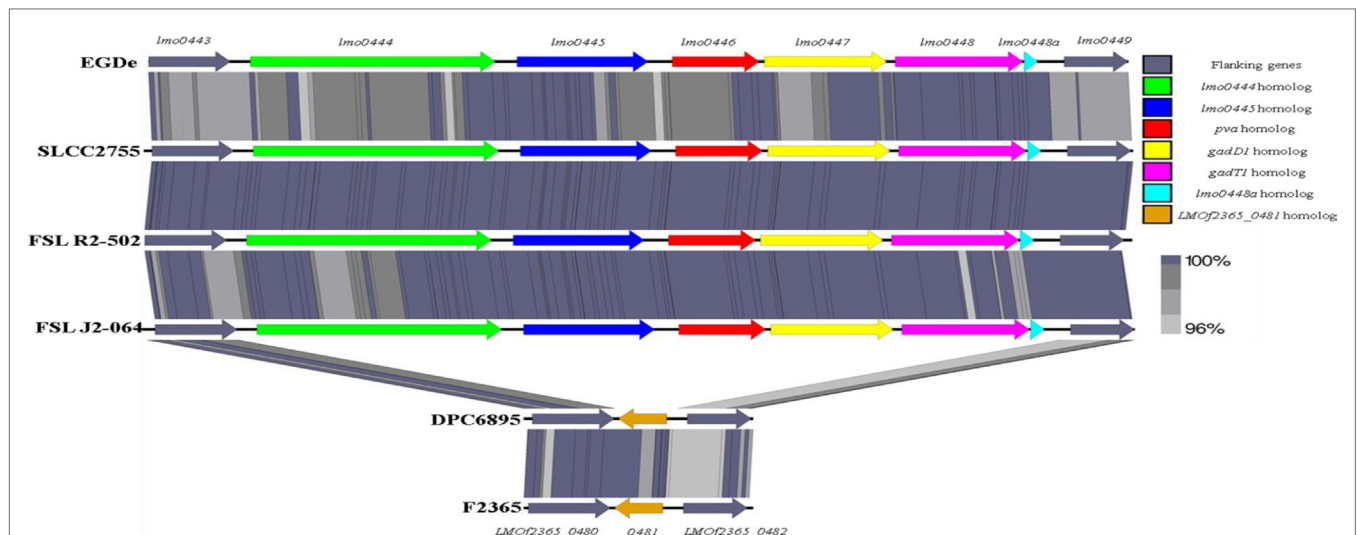 lmo0443 lmo0444 lmo0445 lmo0446 lmo0447 lmo0448 lmo0448a lmo0449
EGDe
SLCC2755
FSL R2-502
FSL J2-064
DPC6895
F2365
LMOf2365_0480 0481 LMOf2365_0482
Flanking genes
lmo0444 homolog
lmo0445 homolog
pva homolog
gadD1 homolog
gadT1 homolog
lmo0448a homolog
LMOf2365_0481 homolog
100%
96%